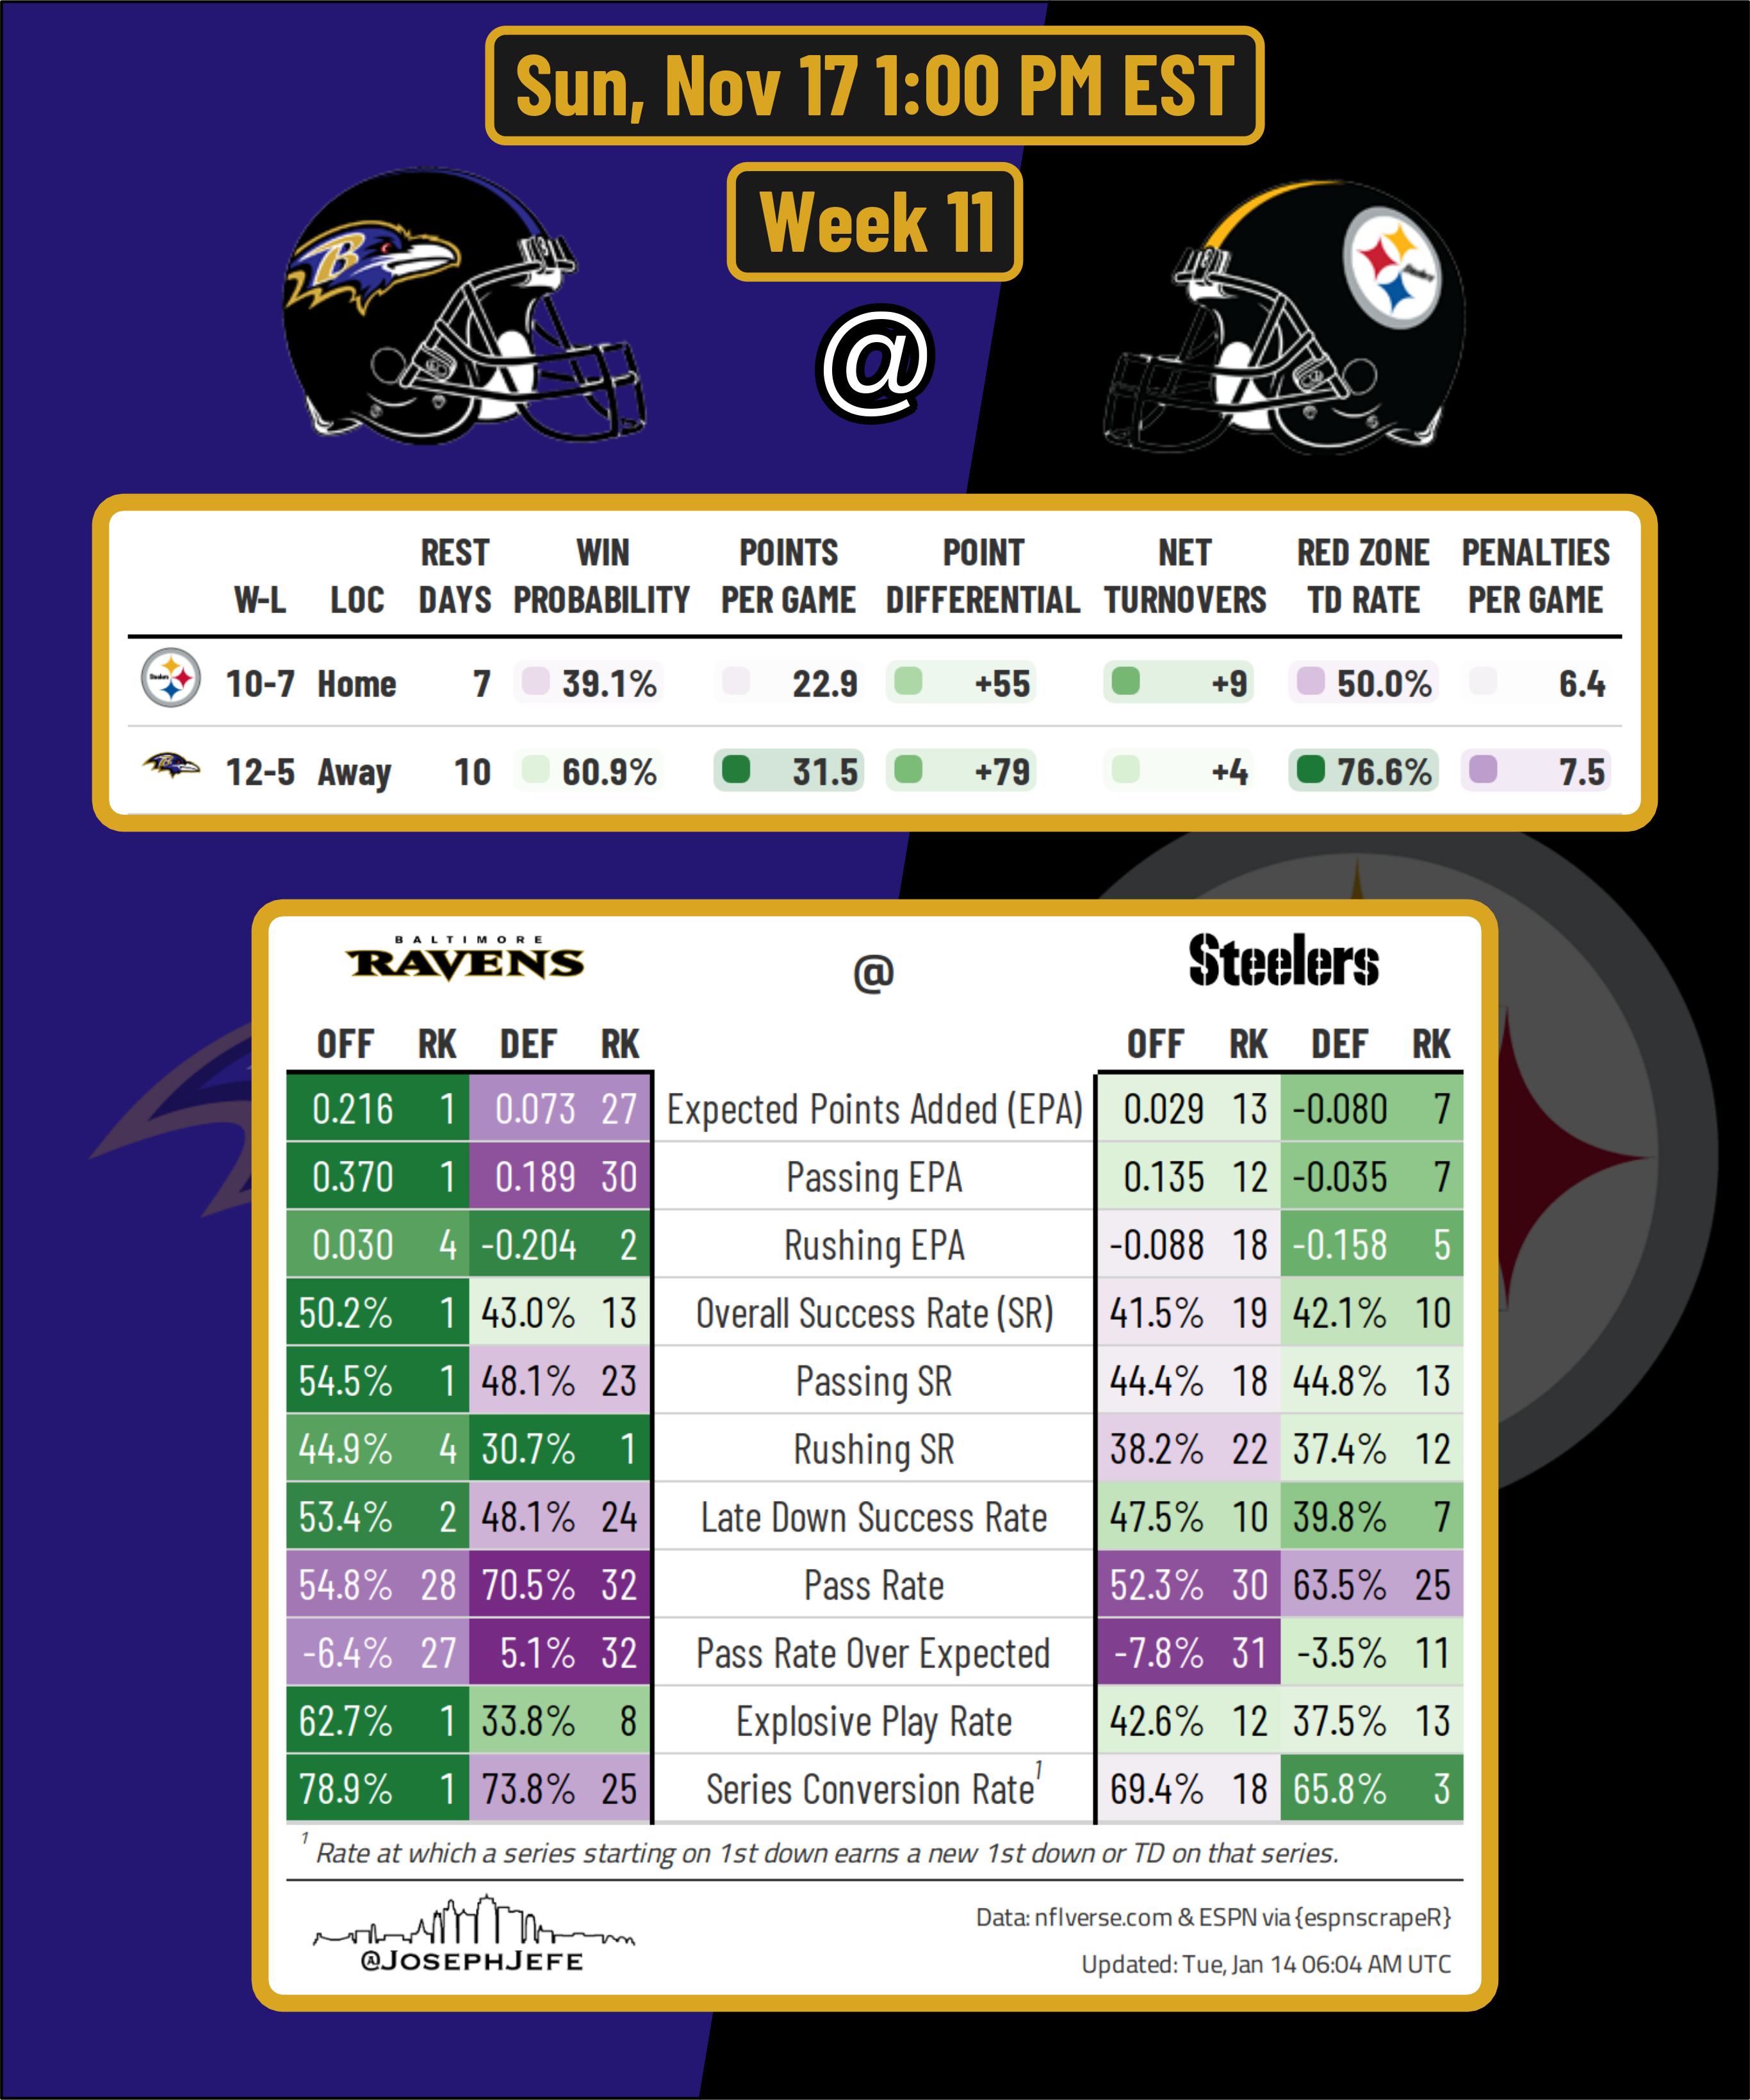 Sun, Nov 17 1:00 PM EST
Week 11
@
B
Steelers
W-L LOC REST DAYS WIN PROBABILITY POINTS PER GAME POINT DIFFERENTIAL NET TURNOVERS RED ZONE TD RATE PENALTIES PER GAME
Steelers 10-7 Home 7 39.1% 22.9 +55 +9 50.0% 6.4
12-5 Away 10 60.9% 31.5 +79 +4 76.6% 7.5
BALTIMORE
RAVENS @ Steelers
OFF RK DEF RK OFF RK DEF RK
0.216 1 0.073 27 Expected Points Added (EPA) 0.029 13 -0.080 7
0.370 1 0.189 30 Passing EPA 0.135 12 -0.035 7
0.030 4 -0.204 2 Rushing EPA -0.088 18 -0.158 5
50.2% 1 43.0% 13 Overall Success Rate (SR) 41.5% 19 42.1% 10
54.5% 1 48.1% 23 Passing SR 44.4% 18 44.8% 13
44.9% 4 30.7% 1 Rushing SR 38.2% 22 37.4% 12
53.4% 2 48.1% 24 Late Down Success Rate 47.5% 10 39.8% 7
54.8% 28 70.5% 32 Pass Rate 52.3% 30 63.5% 25
-6.4% 27 5.1% 32 Pass Rate Over Expected -7.8% 31 -3.5% 11
62.7% 1 33.8% 8 Explosive Play Rate 42.6% 12 37.5% 13
78.9% 1 73.8% 25 Series Conversion Rate¹ 69.4% 18 65.8% 3
¹ Rate at which a series starting on 1st down earns a new 1st down or TD on that series.
@JOSEPHJEFE
Data: nflverse.com & ESPN via {espnscrapeR}
Updated: Tue, Jan 14 06:04 AM UTC